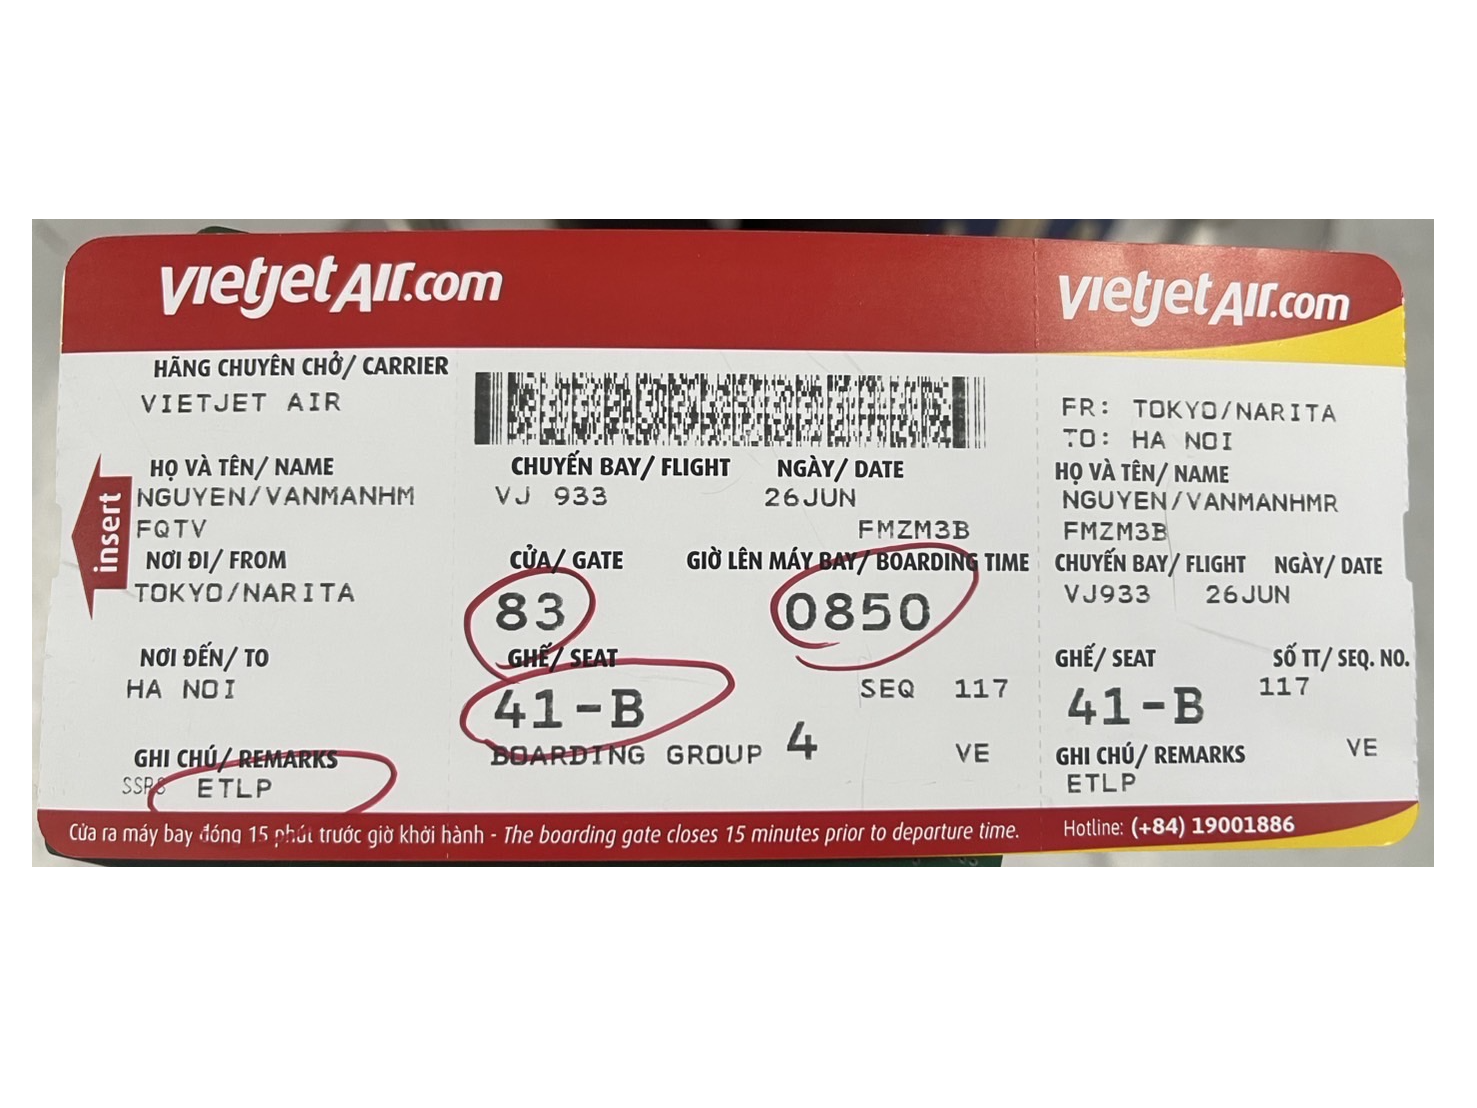 vietjetAir.com
vietjetAir.com
HÃNG CHUYÊN CHỞ/ CARRIER
VIETJET AIR
HỌ VÀ TÊN/ NAME
NGUYEN/VANMANHM
FQTV
NƠI ĐI/ FROM
TOKYO/NARITA
NƠI ĐẾN/ TO
HA NOI
GHI CHÚ/ REMARKS
SSRS ETLP
insert
CHUYẾN BAY/ FLIGHT NGÀY/ DATE
VJ 933 26JUN
FMZM3B
CỬA/ GATE GIỜ LÊN MÁY BAY/ BOARDING TIME
83 0850
GHẾ/ SEAT
41-B SEQ 117
BOARDING GROUP 4 VE
FR: TOKYO/NARITA
TO: HA NOI
HỌ VÀ TÊN/ NAME
NGUYEN/VANMANHMR
FMZM3B
CHUYẾN BAY/ FLIGHT NGÀY/ DATE
VJ933 26JUN
GHẾ/ SEAT SỐ TT/ SEQ. NO.
41-B 117
GHI CHÚ/ REMARKS VE
ETLP
Cửa ra máy bay đóng 15 phút trước giờ khởi hành - The boarding gate closes 15 minutes prior to departure time.
Hotline: (+84) 19001886